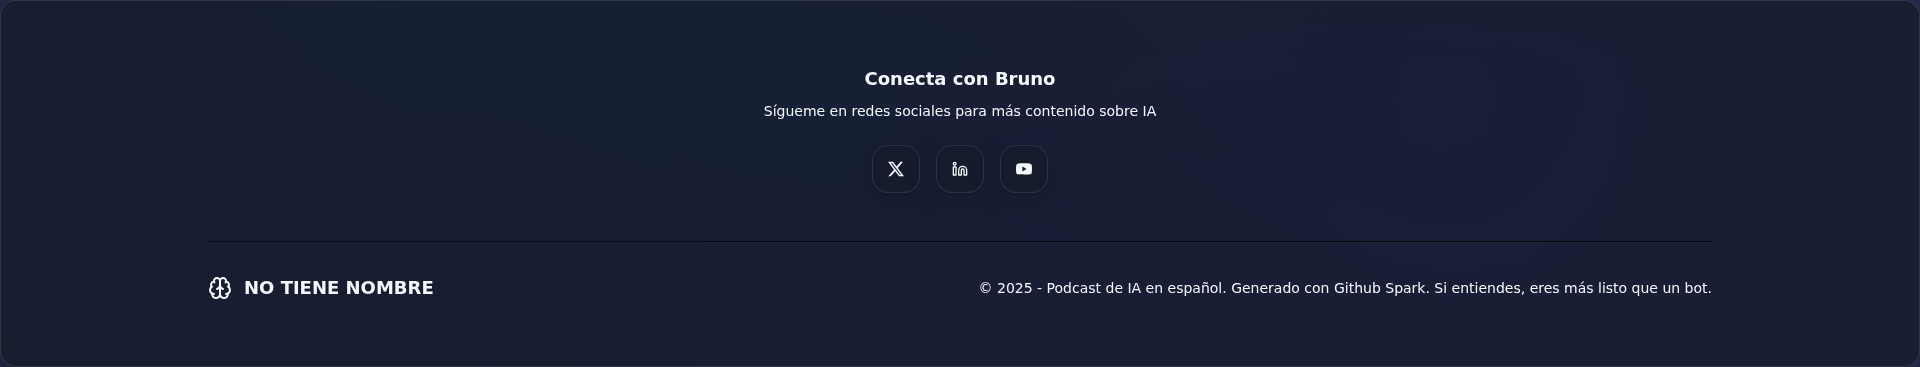 Conecta con Bruno
Sígueme en redes sociales para más contenido sobre IA
NO TIENE NOMBRE
© 2025 - Podcast de IA en español. Generado con Github Spark. Si entiendes, eres más listo que un bot.